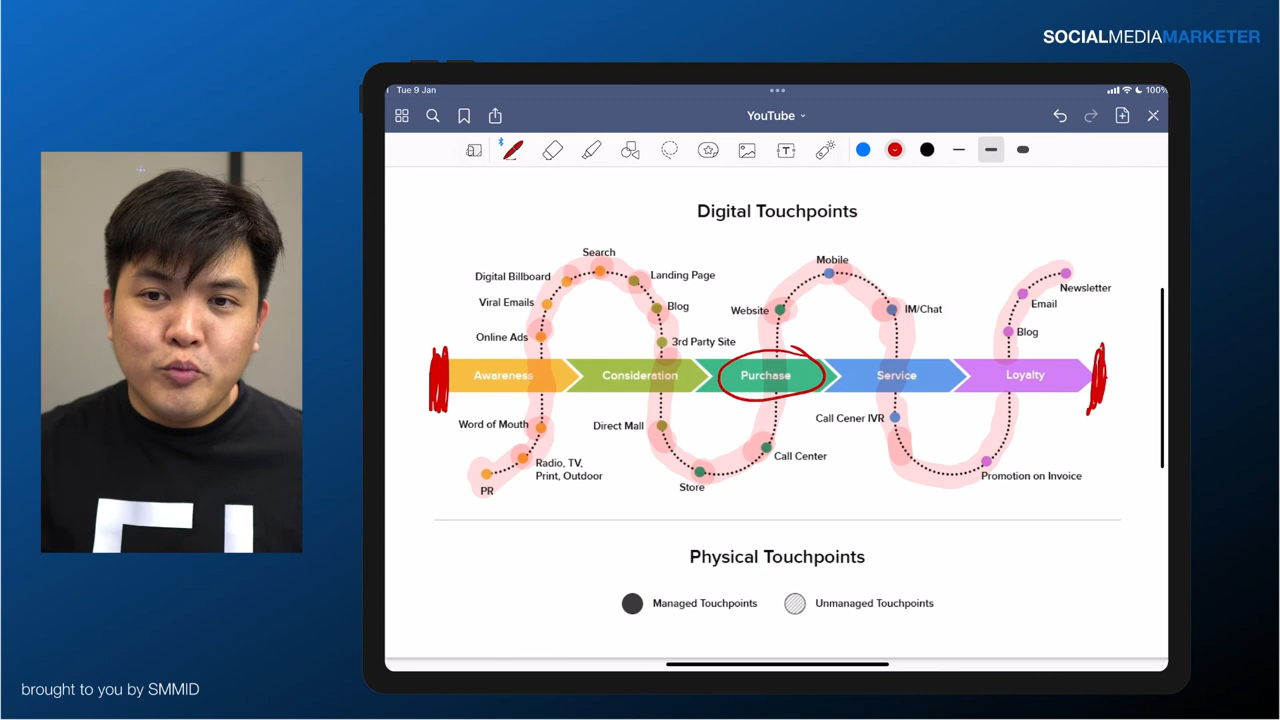 SOCIALMEDIAMARKETER
Tue 9 Jan
100%
YouTube
Digital Touchpoints
Search
Mobile
Digital Billboard
Landing Page
Newsletter
Viral Emails
Blog
Website
IM/Chat
Email
Online Ads
3rd Party Site
Blog
Awareness
Consideration
Purchase
Service
Loyalty
Word of Mouth
Direct Mall
Call Cener IVR
Radio, TV,
Print, Outdoor
Call Center
PR
Store
Promotion on Invoice
Physical Touchpoints
Managed Touchpoints
Unmanaged Touchpoints
brought to you by SMMID